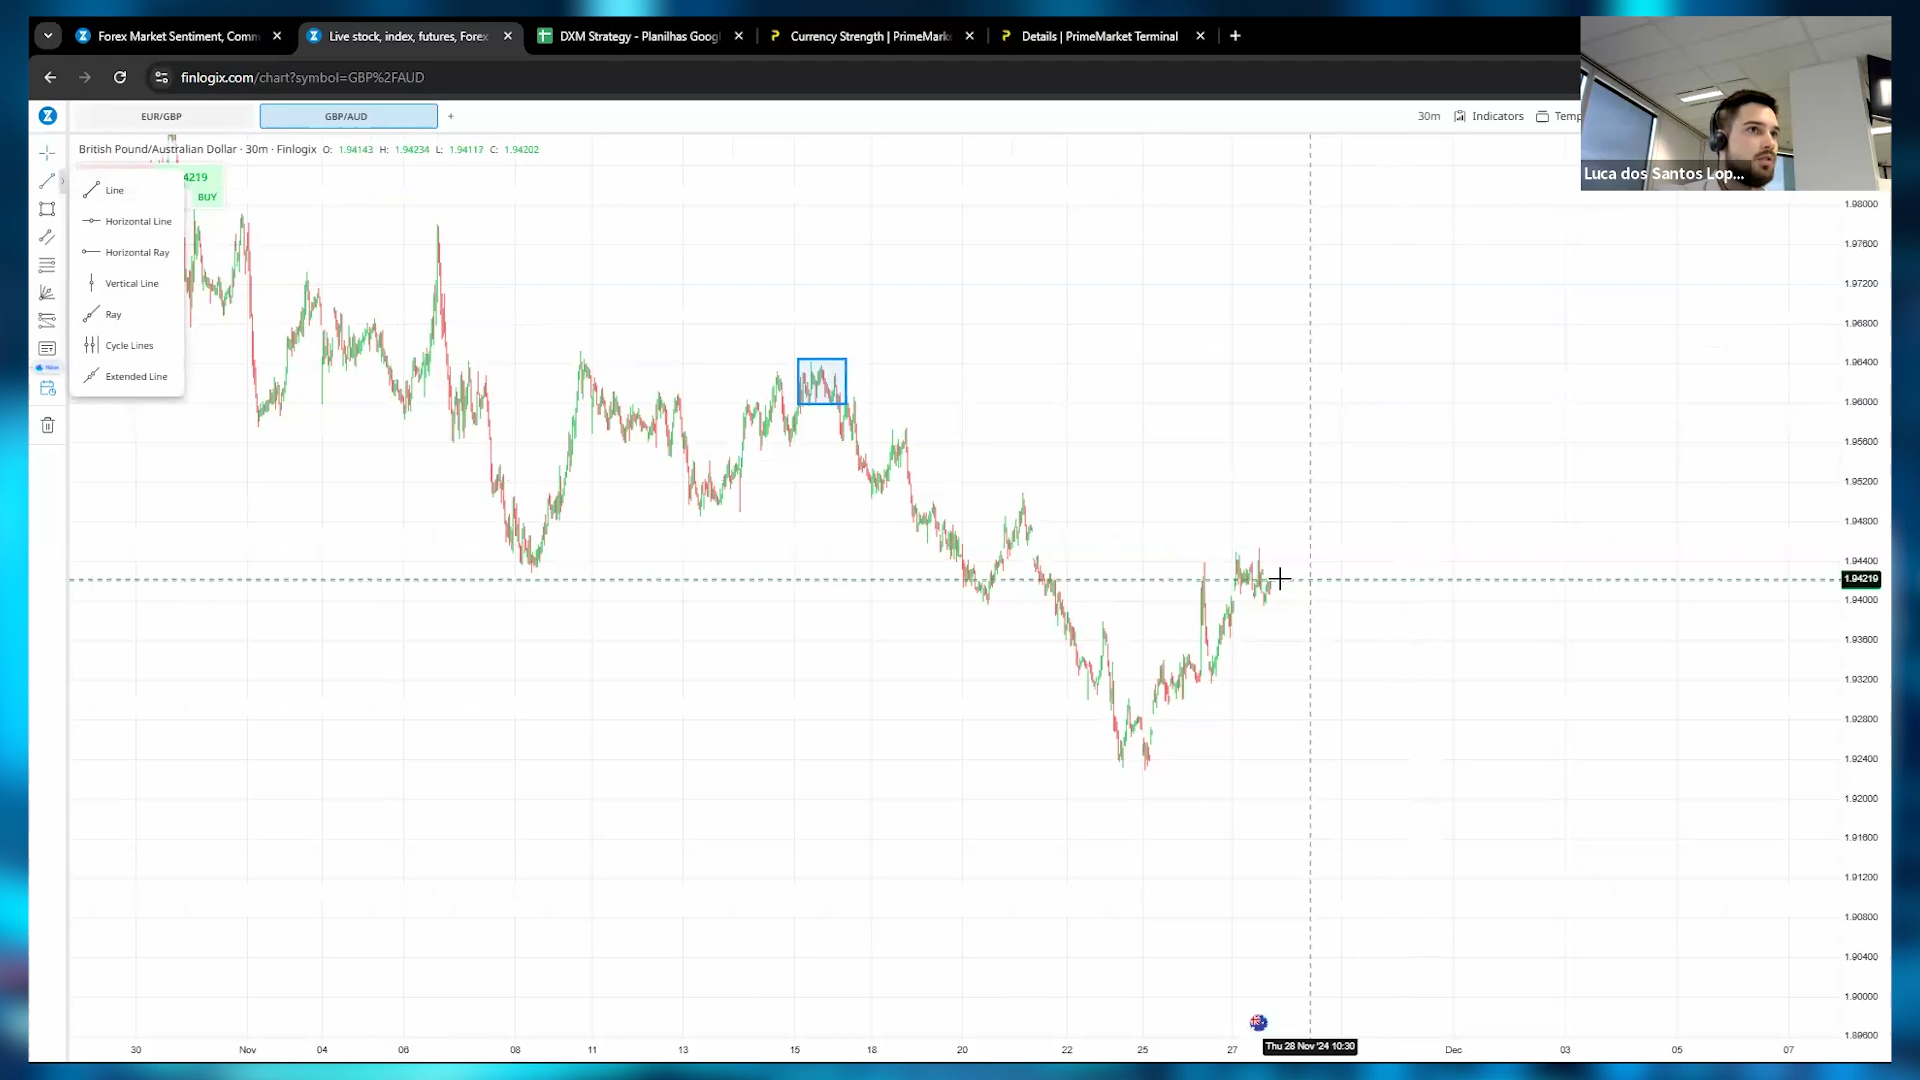 Forex Market Sentiment, Comm
Live stock, index, futures, Forex
DXM Strategy - Planilhas Goog
Currency Strength | PrimeMark
Details | PrimeMarket Terminal
finlogix.com/chart?symbol=GBP%2FAUD
EUR/GBP
GBP/AUD
30m
Indicators
Temp
Luca dos Santos Lop...
British Pound/Australian Dollar · 30m · Finlogix O: 1.94143 H: 1.94234 L: 1.94117 C: 1.94202
4219
BUY
Line
Horizontal Line
Horizontal Ray
Vertical Line
Ray
Cycle Lines
Extended Line
New
1.98000
1.97600
1.97200
1.96800
1.96400
1.96000
1.95600
1.95200
1.94800
1.94400
1.94219
1.94000
1.93600
1.93200
1.92800
1.92400
1.92000
1.91600
1.91200
1.90800
1.90400
1.90000
1.89600
30 Nov 04 06 08 11 13 15 18 20 22 25 27 Thu 28 Nov '24 10:30 Dec 03 05 07